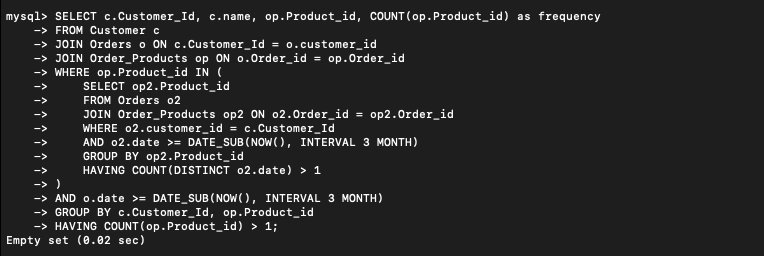 mysql> SELECT c.Customer_Id, c.name, op.Product_id, COUNT(op.Product_id) as frequency
    -> FROM Customer c
    -> JOIN Orders o ON c.Customer_Id = o.customer_id
    -> JOIN Order_Products op ON o.Order_id = op.Order_id
    -> WHERE op.Product_id IN (
    ->     SELECT op2.Product_id
    ->     FROM Orders o2
    ->     JOIN Order_Products op2 ON o2.Order_id = op2.Order_id
    ->     WHERE o2.customer_id = c.Customer_Id
    ->     AND o2.date >= DATE_SUB(NOW(), INTERVAL 3 MONTH)
    ->     GROUP BY op2.Product_id
    ->     HAVING COUNT(DISTINCT o2.date) > 1
    -> )
    -> AND o.date >= DATE_SUB(NOW(), INTERVAL 3 MONTH)
    -> GROUP BY c.Customer_Id, op.Product_id
    -> HAVING COUNT(op.Product_id) > 1;
Empty set (0.02 sec)